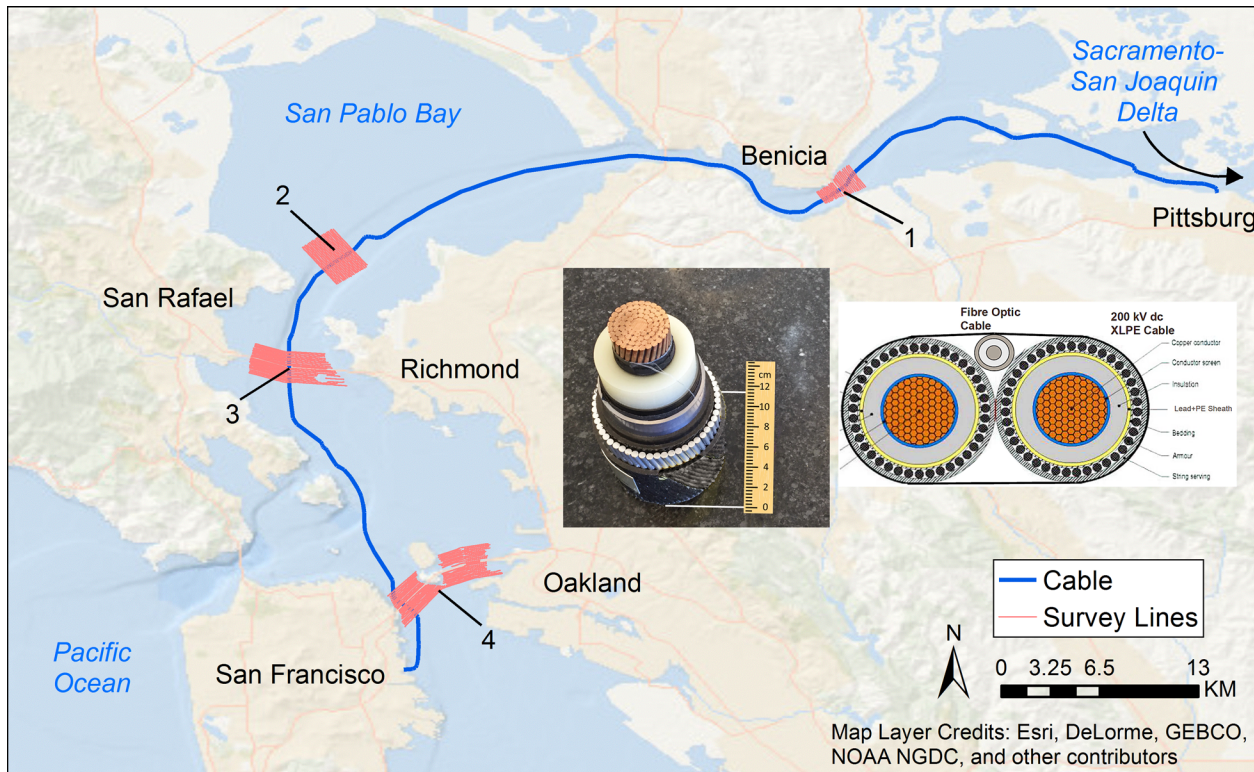 San Pablo Bay
Sacramento-
San Joaquin
Delta
Benicia
1
Pittsburg
2
San Rafael
Richmond
3
Oakland
4
San Francisco
Pacific
Ocean
cm
12
10
8
6
4
2
0
Fibre Optic
Cable
200 kV dc
XLPE Cable
Copper conductor
Conductor screen
Insulation
Lead+PE Sheath
Bedding
Armour
String serving
Cable
Survey Lines
N
0 3.25 6.5 13
KM
Map Layer Credits: Esri, DeLorme, GEBCO,
NOAA NGDC, and other contributors